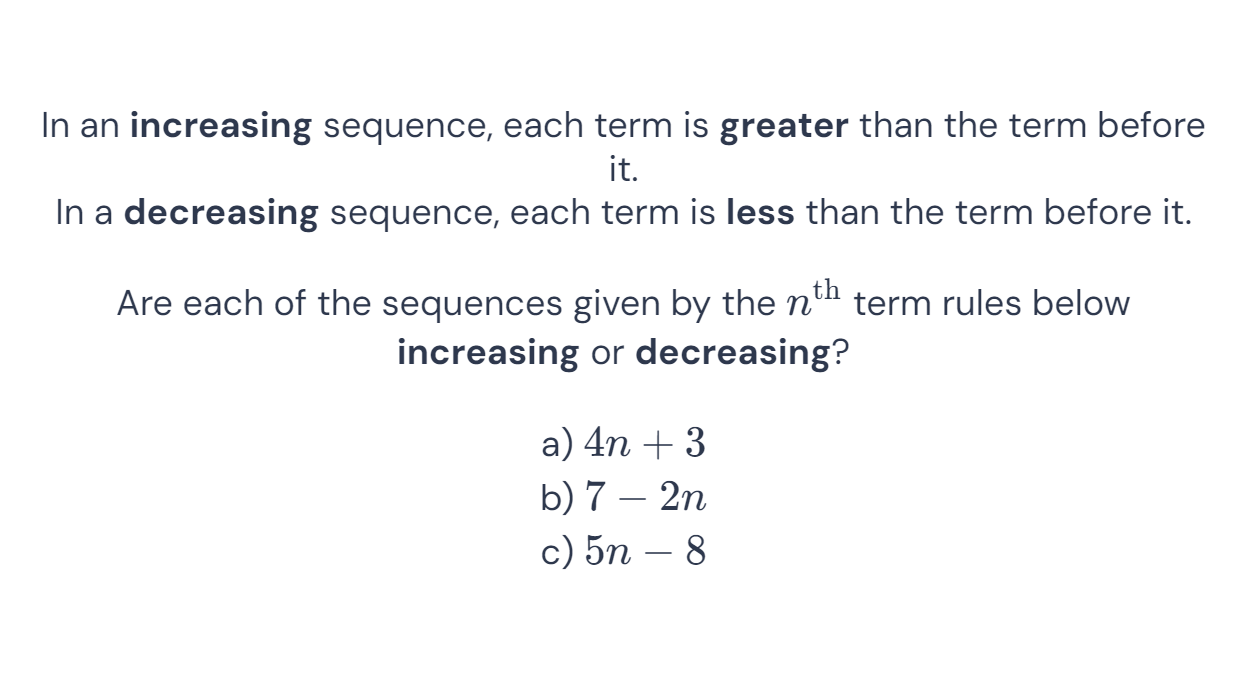 In an increasing sequence, each term is greater than the term before
it.
In a decreasing sequence, each term is less than the term before it.
Are each of the sequences given by the nᵗʰ term rules below
increasing or decreasing?
a) 4n + 3
b) 7 − 2n
c) 5n − 8